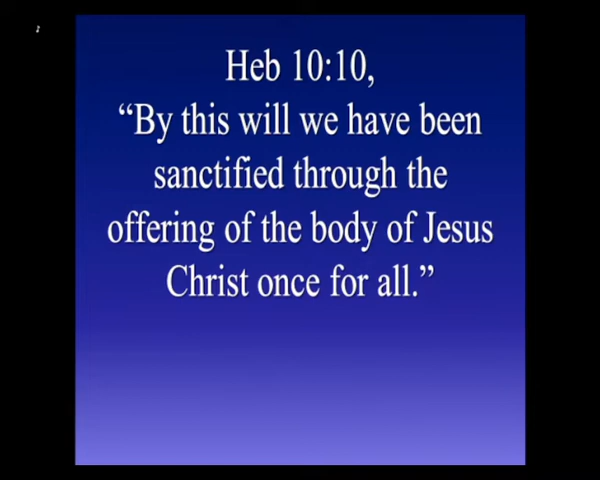 Heb 10:10,
“By this will we have been
sanctified through the
offering of the body of Jesus
Christ once for all.”